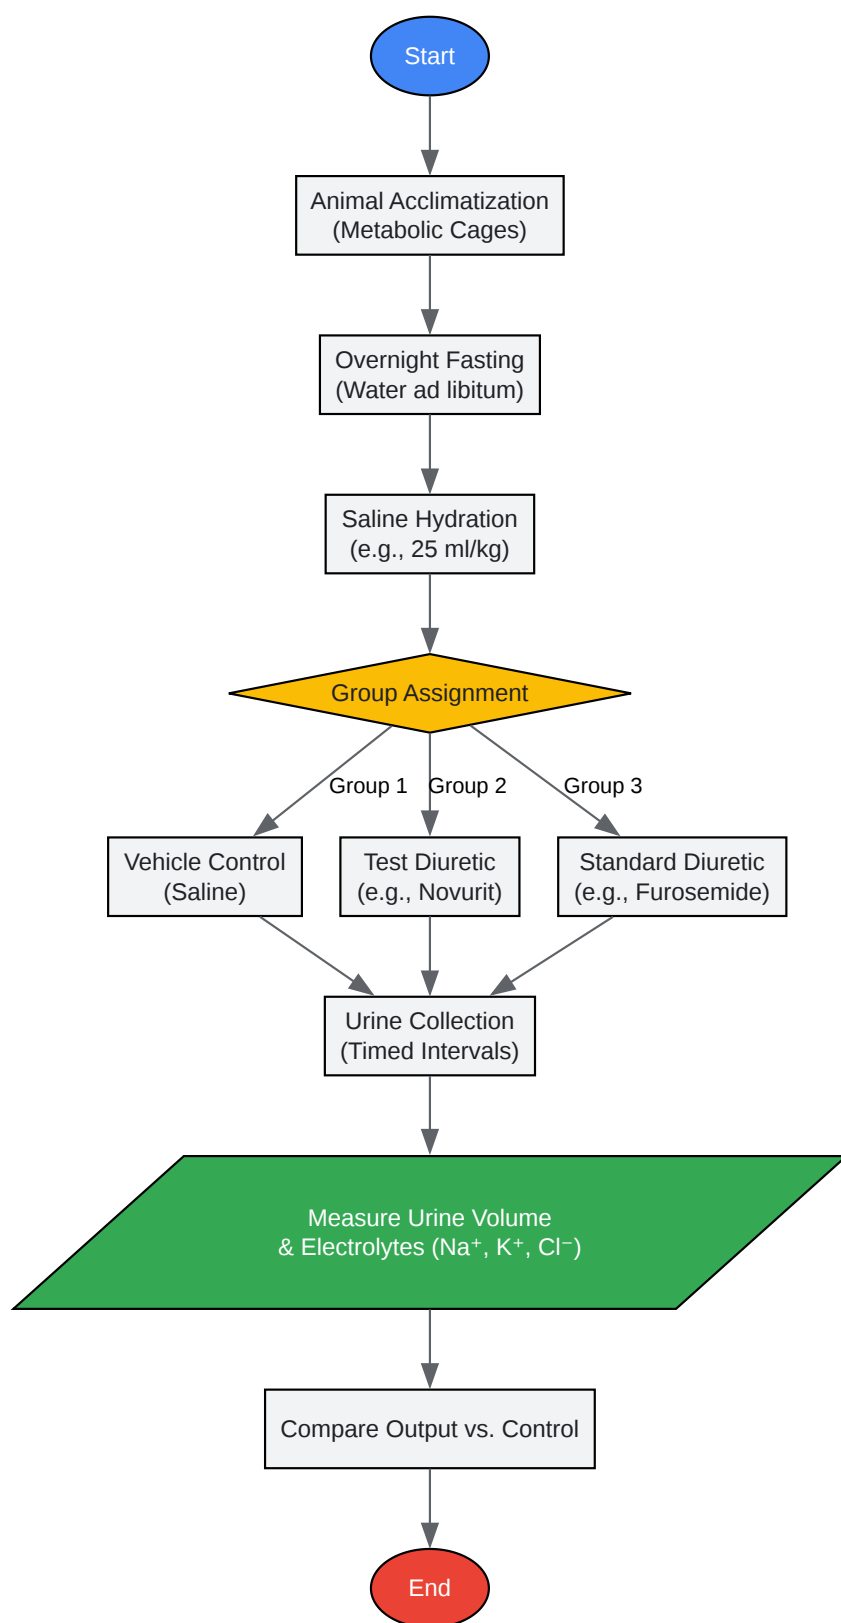 Start
Animal Acclimatization
(Metabolic Cages)
Overnight Fasting
(Water ad libitum)
Saline Hydration
(e.g., 25 ml/kg)
Group Assignment
Group 1
Group 2
Group 3
Vehicle Control
(Saline)
Test Diuretic
(e.g., Novurit)
Standard Diuretic
(e.g., Furosemide)
Urine Collection
(Timed Intervals)
Measure Urine Volume
& Electrolytes (Na⁺, K⁺, Cl⁻)
Compare Output vs. Control
End